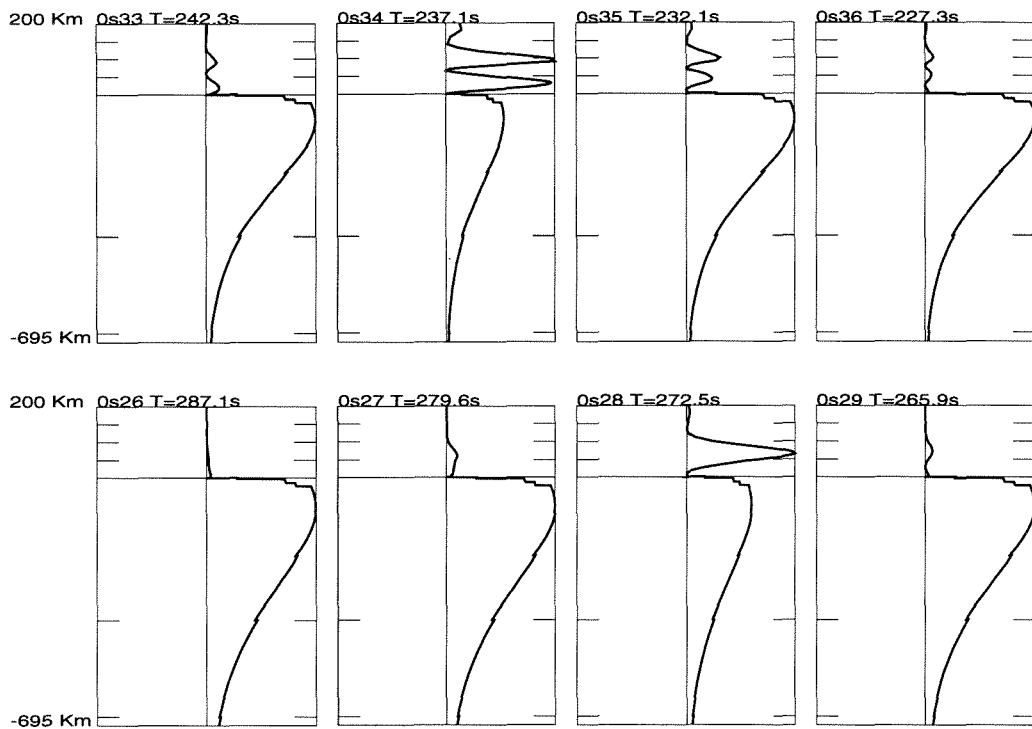 200 Km
0s33 T=242.3s
0s34 T=237.1s
0s35 T=232.1s
0s36 T=227.3s
-695 Km
200 Km
0s26 T=287.1s
0s27 T=279.6s
0s28 T=272.5s
0s29 T=265.9s
-695 Km